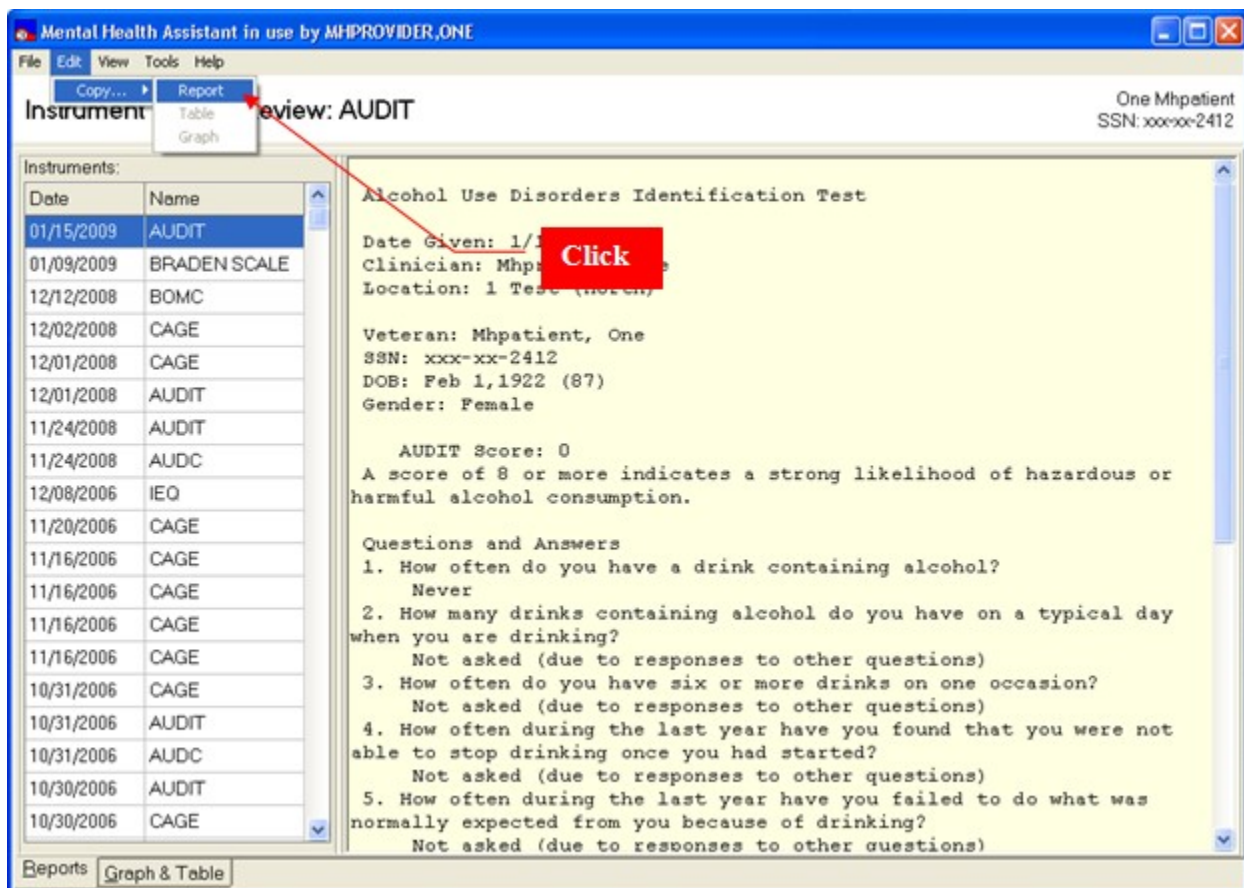 Mental Health Assistant in use by MHPROVIDER,ONE
File Edit View Tools Help
Copy... Report
Table
Graph
Instrument eview: AUDIT
One Mhpatient
SSN: xxx-xx-2412
Instruments:
Date Name
01/15/2009 AUDIT
01/09/2009 BRADEN SCALE
12/12/2008 BOMC
12/02/2008 CAGE
12/01/2008 CAGE
12/01/2008 AUDIT
11/24/2008 AUDIT
11/24/2008 AUDC
12/08/2006 IEQ
11/20/2006 CAGE
11/16/2006 CAGE
11/16/2006 CAGE
11/16/2006 CAGE
11/16/2006 CAGE
10/31/2006 CAGE
10/31/2006 AUDIT
10/31/2006 AUDC
10/30/2006 AUDIT
10/30/2006 CAGE
Alcohol Use Disorders Identification Test
Date Given: 1/1
Clinician: Mhp
Location: 1 Test (North)
Click
Veteran: Mhpatient, One
SSN: xxx-xx-2412
DOB: Feb 1,1922 (87)
Gender: Female
AUDIT Score: 0
A score of 8 or more indicates a strong likelihood of hazardous or
harmful alcohol consumption.
Questions and Answers
1. How often do you have a drink containing alcohol?
Never
2. How many drinks containing alcohol do you have on a typical day
when you are drinking?
Not asked (due to responses to other questions)
3. How often do you have six or more drinks on one occasion?
Not asked (due to responses to other questions)
4. How often during the last year have you found that you were not
able to stop drinking once you had started?
Not asked (due to responses to other questions)
5. How often during the last year have you failed to do what was
normally expected from you because of drinking?
Not asked (due to responses to other questions)
Reports Graph & Table